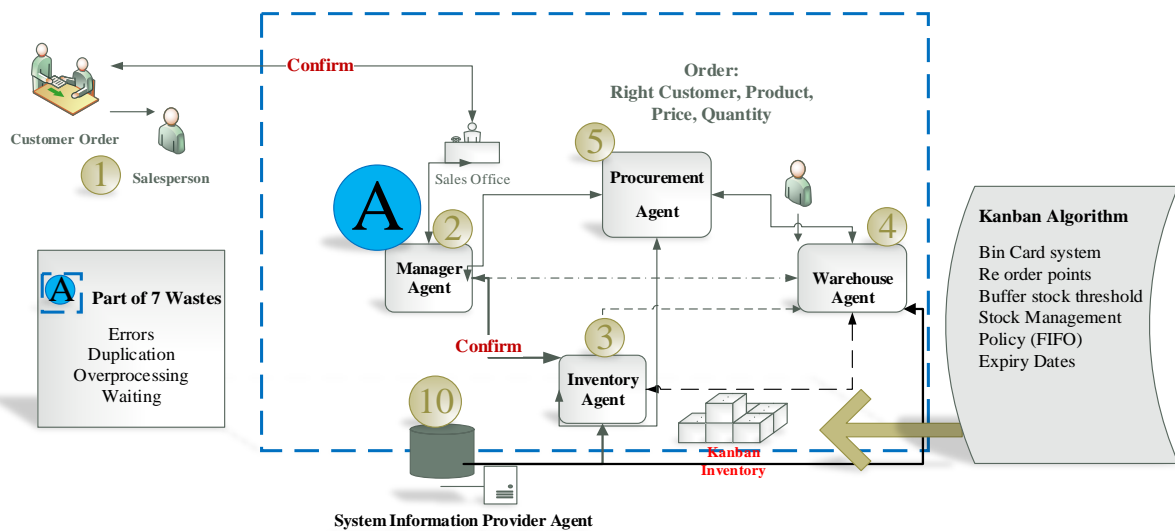 Confirm
Order:
Right Customer, Product,
Price, Quantity
Customer Order
1
Salesperson
Sales Office
A
2
Manager
Agent
5
Procurement
Agent
4
Warehouse
Agent
Confirm
3
Inventory
Agent
10
Kanban
Inventory
System Information Provider Agent
A
Part of 7 Wastes
Errors
Duplication
Overprocessing
Waiting
Kanban Algorithm
Bin Card system
Re order points
Buffer stock threshold
Stock Management
Policy (FIFO)
Expiry Dates